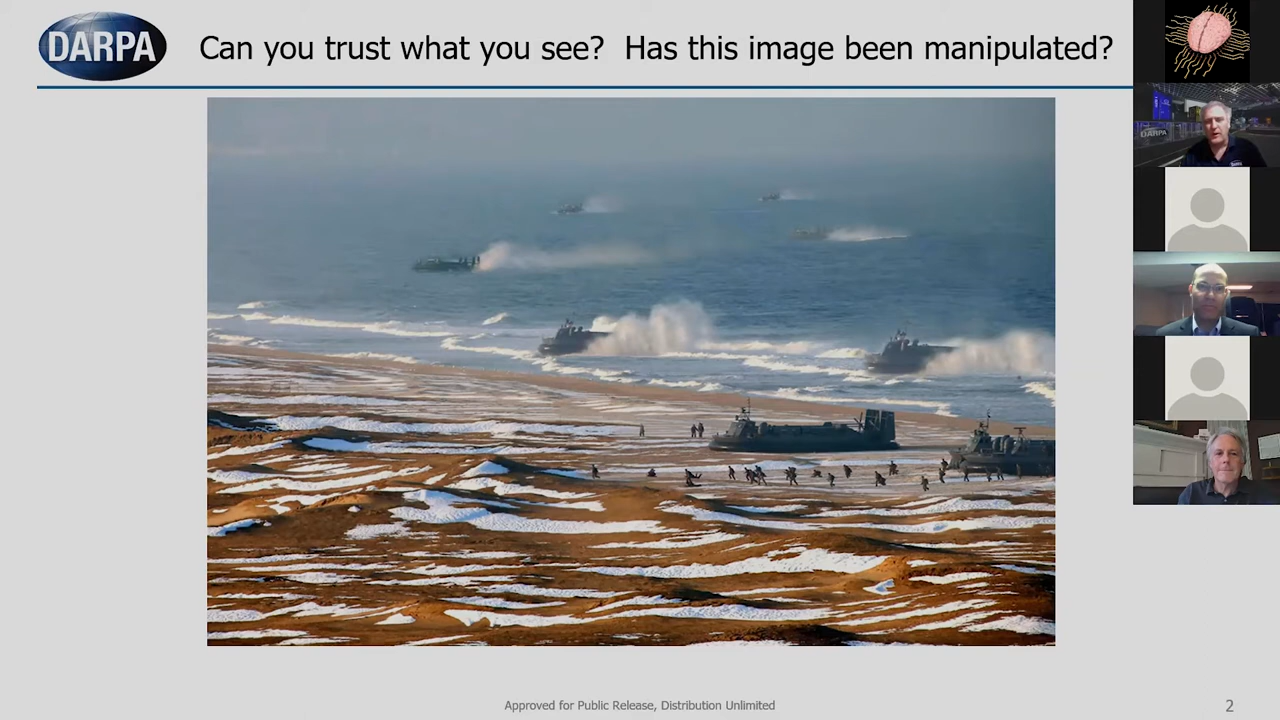 DARPA
Can you trust what you see?  Has this image been manipulated?
DARPA
Approved for Public Release, Distribution Unlimited
2